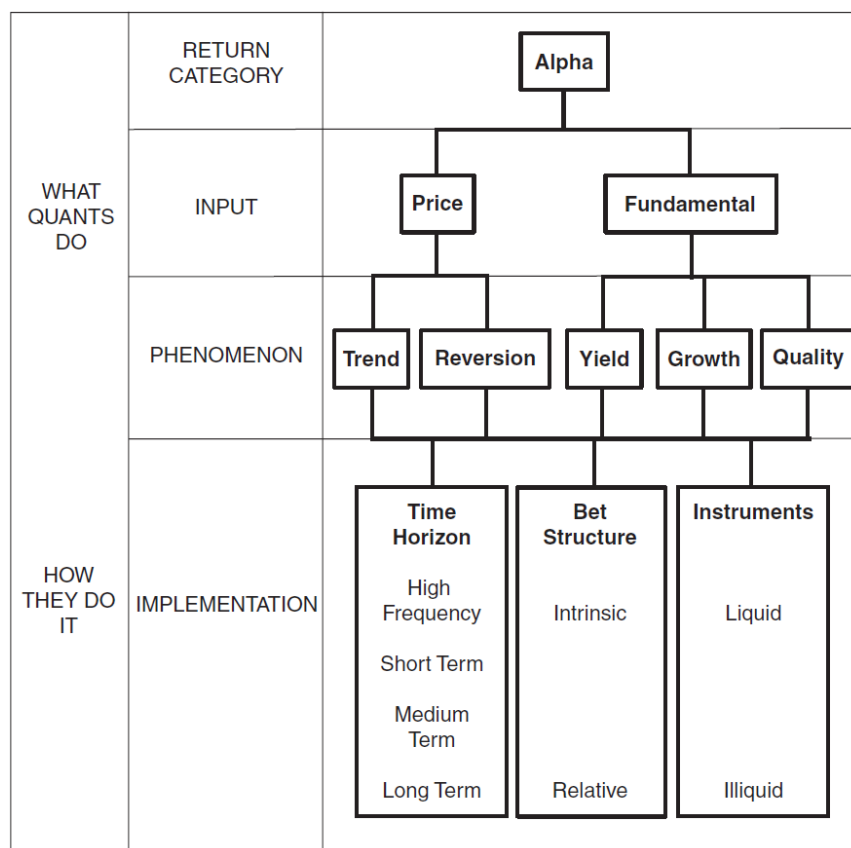 RETURN
CATEGORY
Alpha
WHAT
QUANTS
DO
INPUT
Price
Fundamental
PHENOMENON
Trend
Reversion
Yield
Growth
Quality
HOW
THEY DO
IT
IMPLEMENTATION
Time
Horizon
High
Frequency
Short Term
Medium
Term
Long Term
Bet
Structure
Intrinsic
Relative
Instruments
Liquid
Illiquid